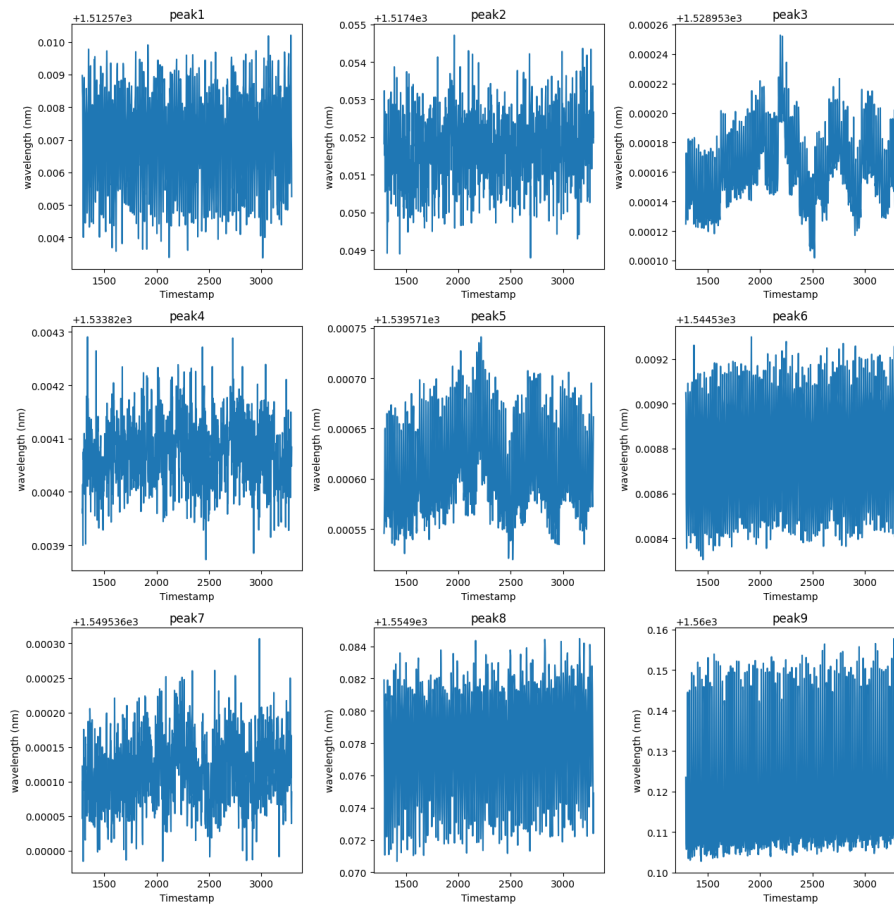 peak1
+1.51257e3
wavelength (nm)
0.010
0.009
0.008
0.007
0.006
0.005
0.004
1500 2000 2500 3000
Timestamp
peak2
+1.5174e3
wavelength (nm)
0.055
0.054
0.053
0.052
0.051
0.050
0.049
1500 2000 2500 3000
Timestamp
peak3
+1.528953e3
wavelength (nm)
0.00026
0.00024
0.00022
0.00020
0.00018
0.00016
0.00014
0.00012
0.00010
1500 2000 2500 3000
Timestamp
peak4
+1.53382e3
wavelength (nm)
0.0043
0.0042
0.0041
0.0040
0.0039
1500 2000 2500 3000
Timestamp
peak5
+1.539571e3
wavelength (nm)
0.00075
0.00070
0.00065
0.00060
0.00055
1500 2000 2500 3000
Timestamp
peak6
+1.54453e3
wavelength (nm)
0.0092
0.0090
0.0088
0.0086
0.0084
1500 2000 2500 3000
Timestamp
peak7
+1.549536e3
wavelength (nm)
0.00030
0.00025
0.00020
0.00015
0.00010
0.00005
0.00000
1500 2000 2500 3000
Timestamp
peak8
+1.5549e3
wavelength (nm)
0.084
0.082
0.080
0.078
0.076
0.074
0.072
0.070
1500 2000 2500 3000
Timestamp
peak9
+1.56e3
wavelength (nm)
0.16
0.15
0.14
0.13
0.12
0.11
0.10
1500 2000 2500 3000
Timestamp